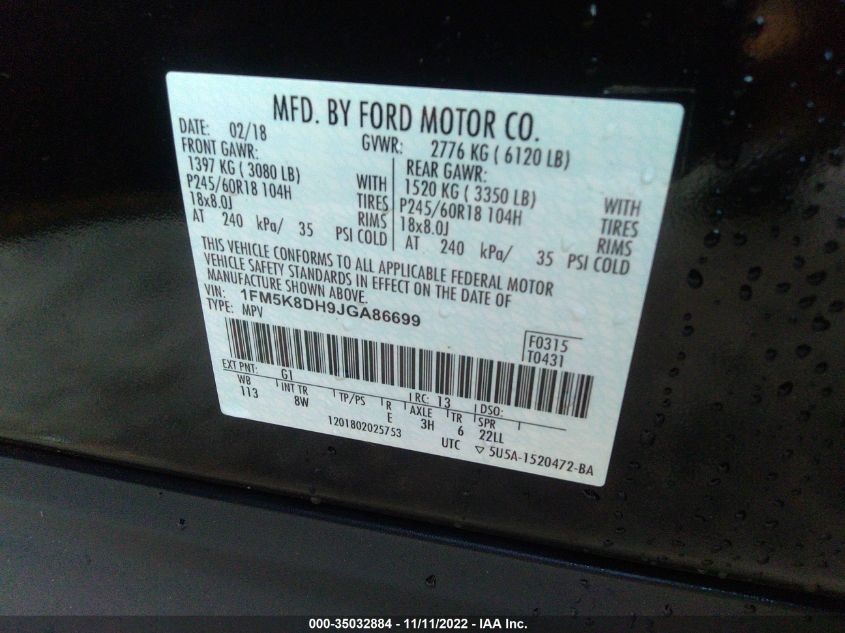 MFD. BY FORD MOTOR CO.
DATE: 02/18 GVWR: 2776 KG ( 6120 LB)
FRONT GAWR: REAR GAWR:
1397 KG ( 3080 LB) WITH 1520 KG ( 3350 LB) WITH
P245/60R18 104H TIRES P245/60R18 104H TIRES
18x8.0J RIMS 18x8.0J RIMS
AT 240 kPa/ 35 PSI COLD AT 240 kPa/ 35 PSI COLD
THIS VEHICLE CONFORMS TO ALL APPLICABLE FEDERAL MOTOR
VEHICLE SAFETY STANDARDS IN EFFECT ON THE DATE OF
MANUFACTURE SHOWN ABOVE.
VIN: 1FM5K8DH9JGA86699
TYPE: MPV
F0315
T0431
EXT PNT: G1 RC: 13 DSO:
WB INT TR TP/PS R AXLE TR SPR
113 8W E 3H 6 22LL
1201802025753 UTC ▽ 5U5A-1520472-BA
000-35032884 - 11/11/2022 - IAA Inc.